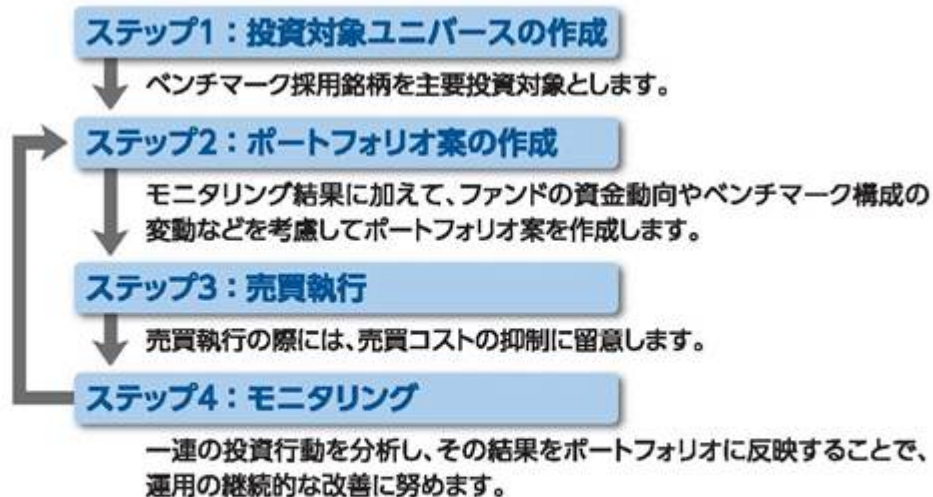 ステップ1：投資対象ユニバースの作成
ベンチマーク採用銘柄を主要投資対象とします。
ステップ2：ポートフォリオ案の作成
モニタリング結果に加えて、ファンドの資金動向やベンチマーク構成の
変動などを考慮してポートフォリオ案を作成します。
ステップ3：売買執行
売買執行の際には、売買コストの抑制に留意します。
ステップ4：モニタリング
一連の投資行動を分析し、その結果をポートフォリオに反映することで、
運用の継続的な改善に努めます。